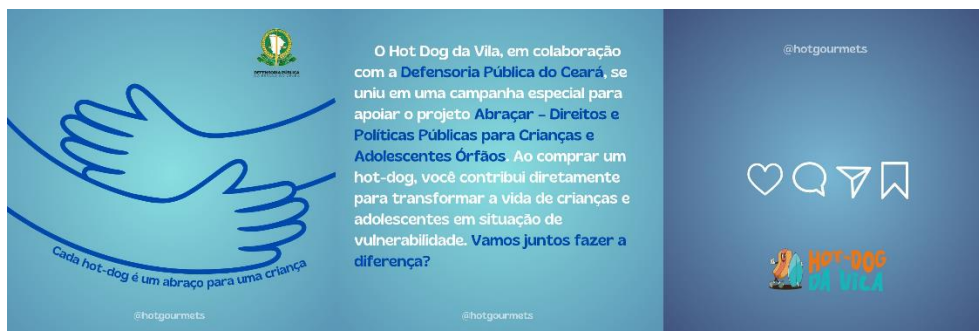 DEFENSORIA PÚBLICA
Cada hot-dog é um abraço para uma criança
@hotgourmets
O Hot Dog da Vila, em colaboração
com a Defensoria Pública do Ceará, se
uniu em uma campanha especial para
apoiar o projeto Abraçar – Direitos e
Políticas Públicas para Crianças e
Adolescentes Órfãos. Ao comprar um
hot-dog, você contribui diretamente
para transformar a vida de crianças e
adolescentes em situação de
vulnerabilidade. Vamos juntos fazer a
diferença?
@hotgourmets
@hotgourmets
HOT-DOG
DA VILA